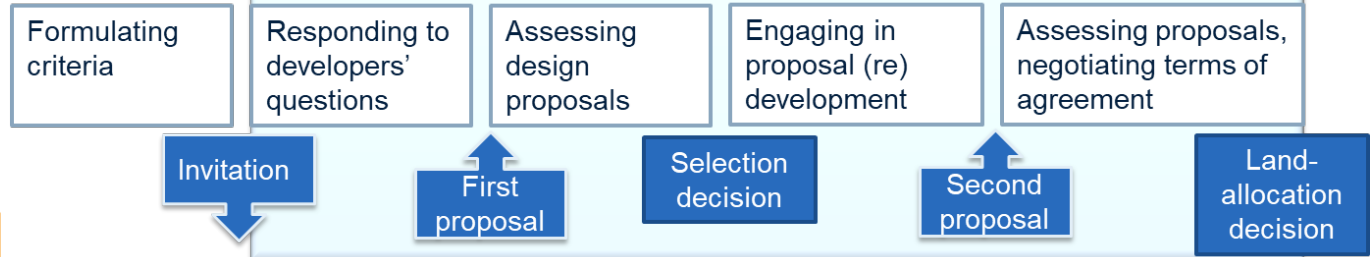 Formulating
criteria
Responding to
developers’
questions
Assessing
design
proposals
Engaging in
proposal (re)
development
Assessing proposals,
negotiating terms of
agreement
Invitation
First
proposal
Selection
decision
Second
proposal
Land-
allocation
decision